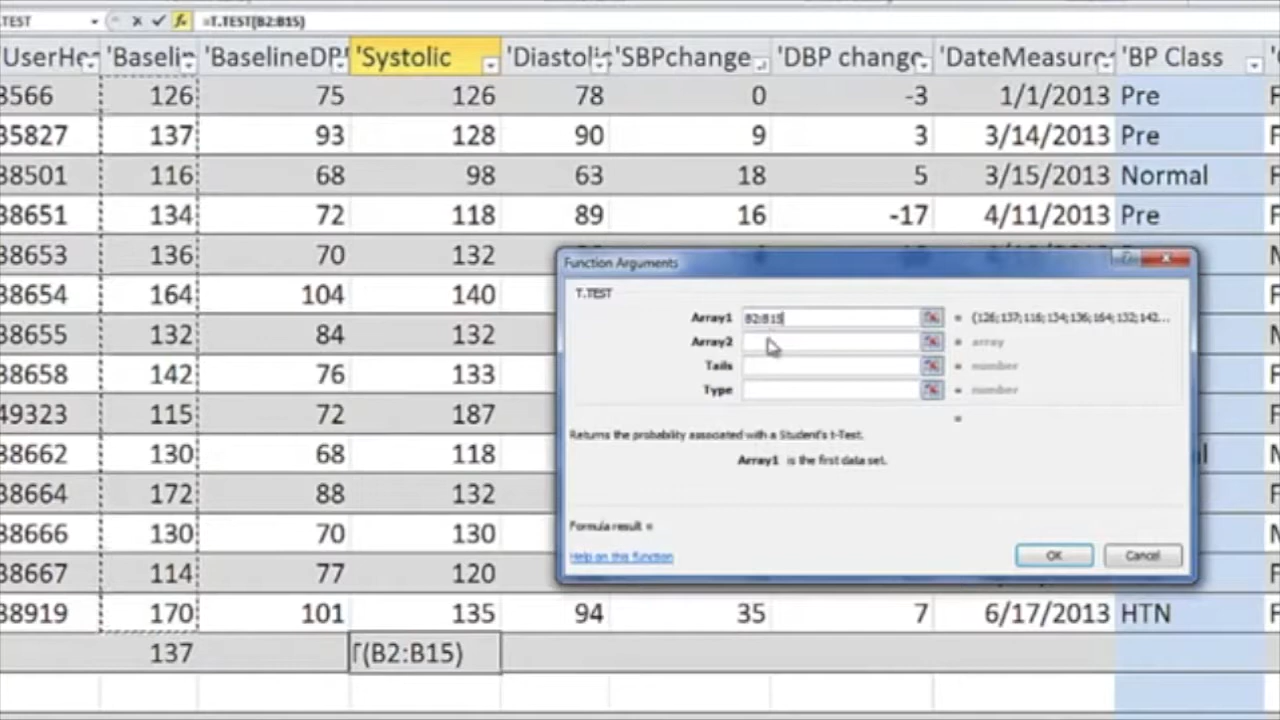 TEST =T.TEST(B2:B15)
'UserHe 'Baselin 'BaselineDP 'Systolic 'Diastolic 'SBPchange 'DBP change 'DateMeasure 'BP Class
8566 126 75 126 78 0 -3 1/1/2013 Pre F
35827 137 93 128 90 9 3 3/14/2013 Pre F
38501 116 68 98 63 18 5 3/15/2013 Normal F
38651 134 72 118 89 16 -17 4/11/2013 Pre F
38653 136 70 132
38654 164 104 140 F
38655 132 84 132 N
38658 142 76 133 F
49323 115 72 187 F
38662 130 68 118 al N
38664 172 88 132 F
38666 130 70 130 N
38667 114 77 120 F
38919 170 101 135 94 35 7 6/17/2013 HTN F
137 T(B2:B15)
Function Arguments
T.TEST
Array1 B2:B15 = {126;137;116;134;136;164;132;142...
Array2 = array
Tails = number
Type = number
=
Returns the probability associated with a Student's t-Test.
Array1 is the first data set.
Formula result =
Help on this function OK Cancel